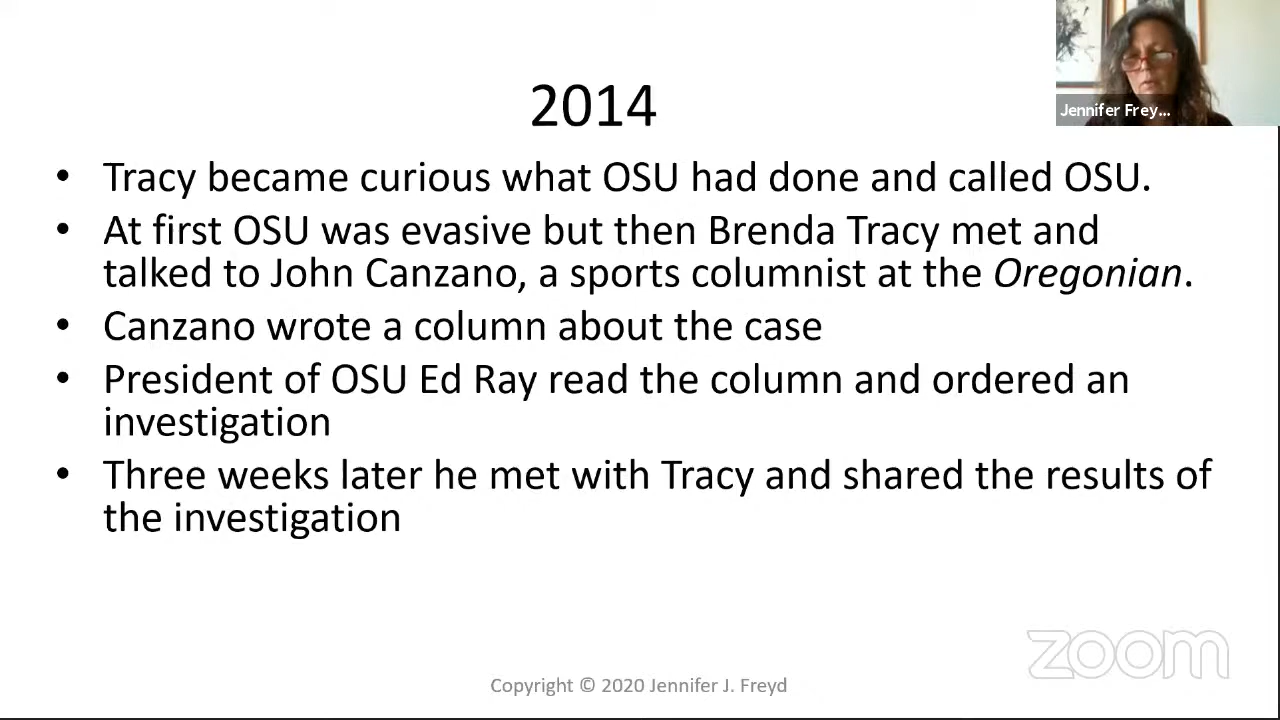 Jennifer Frey...
2014
• Tracy became curious what OSU had done and called OSU.
• At first OSU was evasive but then Brenda Tracy met and
talked to John Canzano, a sports columnist at the Oregonian.
• Canzano wrote a column about the case
• President of OSU Ed Ray read the column and ordered an
investigation
• Three weeks later he met with Tracy and shared the results of
the investigation
zoom
Copyright © 2020 Jennifer J. Freyd